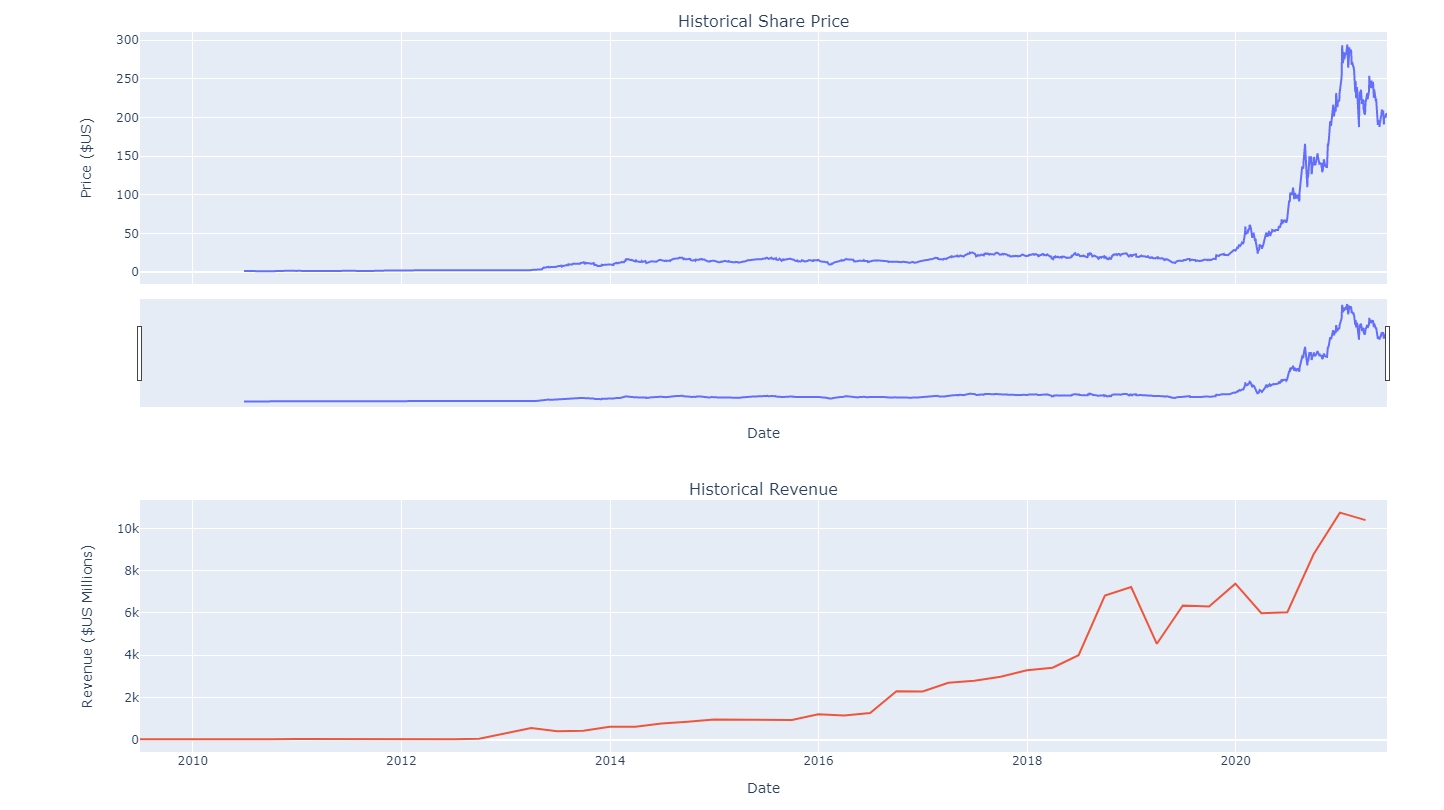 Historical Share Price
300
250
200
150
100
50
0
Price ($US)
Date
Historical Revenue
10k
8k
6k
4k
2k
0
Revenue ($US Millions)
2010 2012 2014 2016 2018 2020
Date